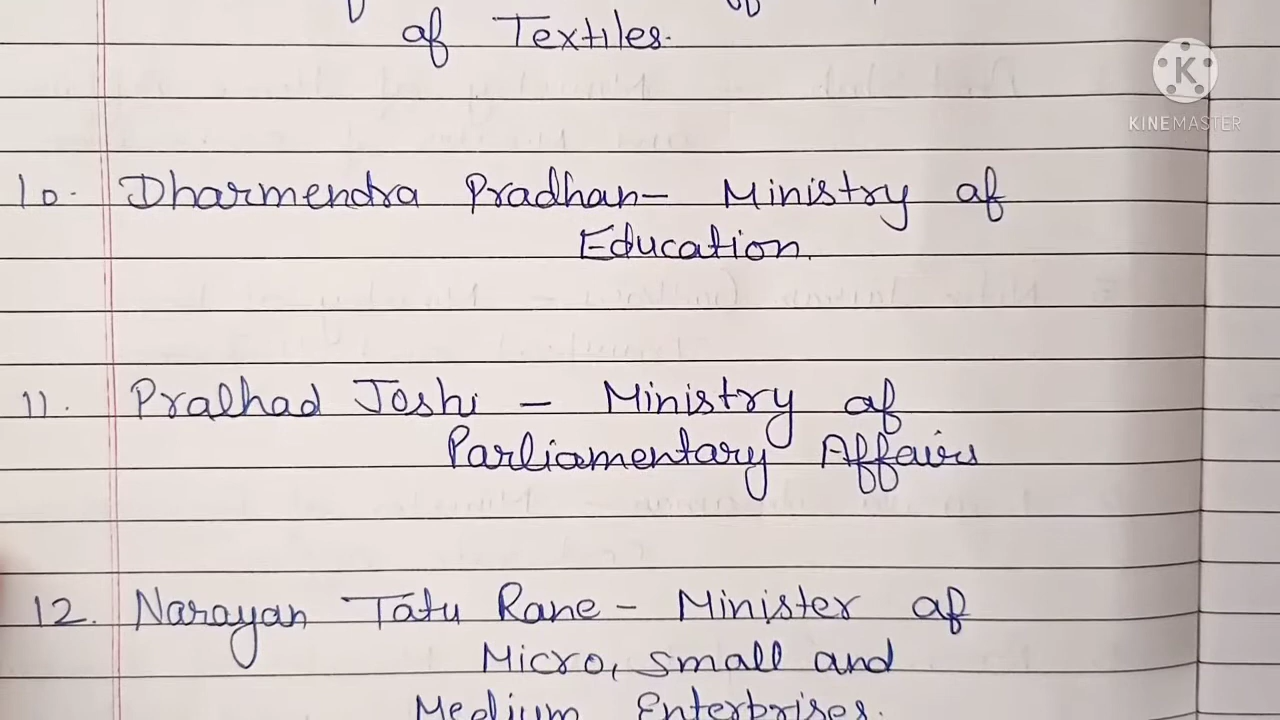 of Textiles.
K
KINEMASTER
10. Dharmendra Pradhan - Ministry of
Education.
11. Pralhad Joshi - Ministry of
Parliamentary Affairs
12. Narayan Tatu Rane - Minister of
Micro, small and
Medium Enterprises.